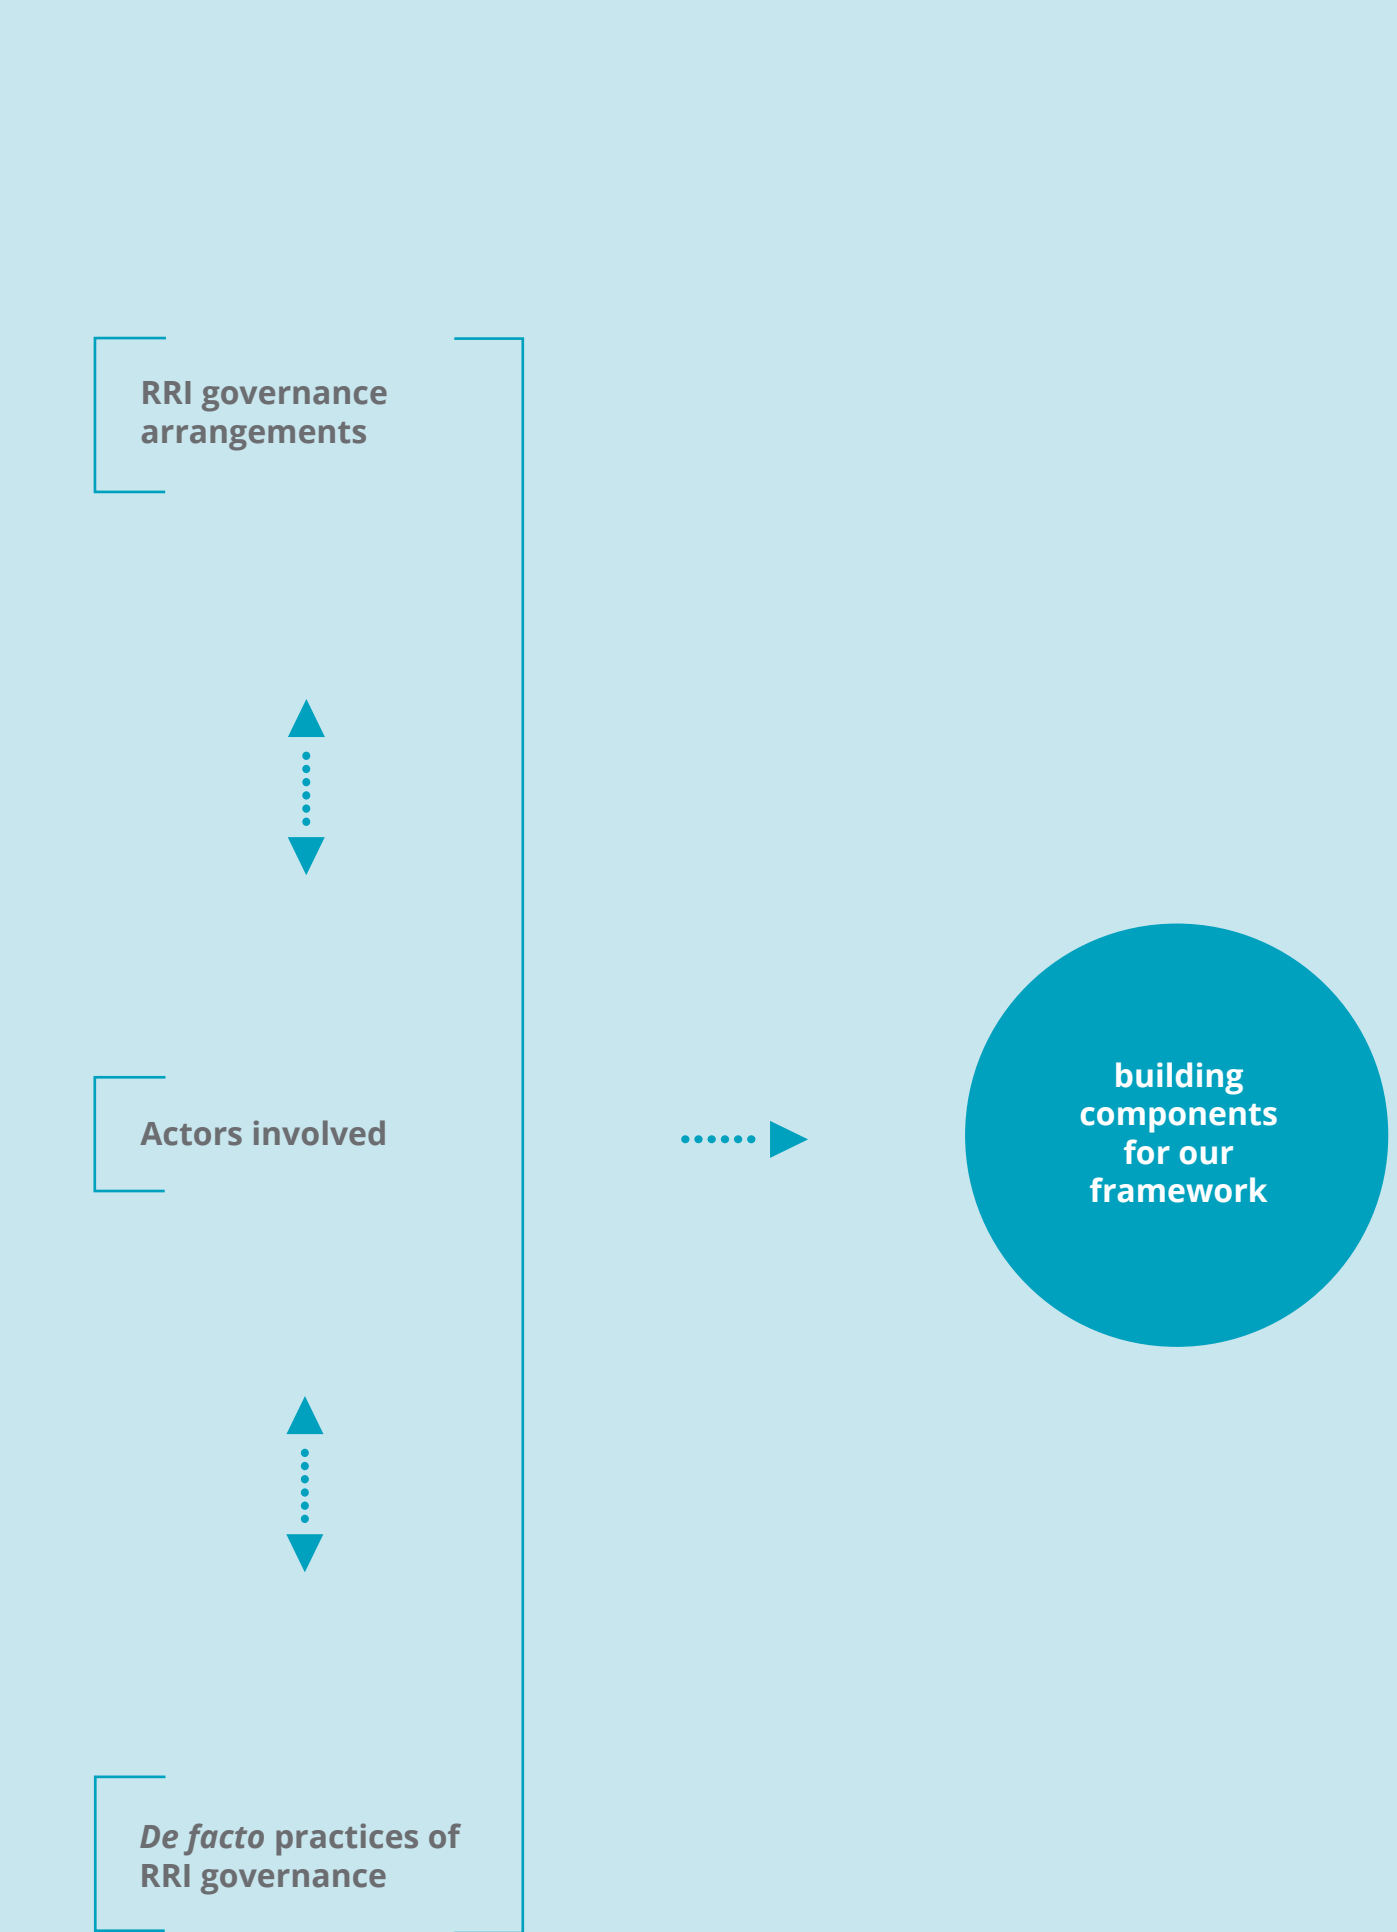 RRI governance
arrangements
Actors involved
building
components
for our
framework
De facto practices of
RRI governance